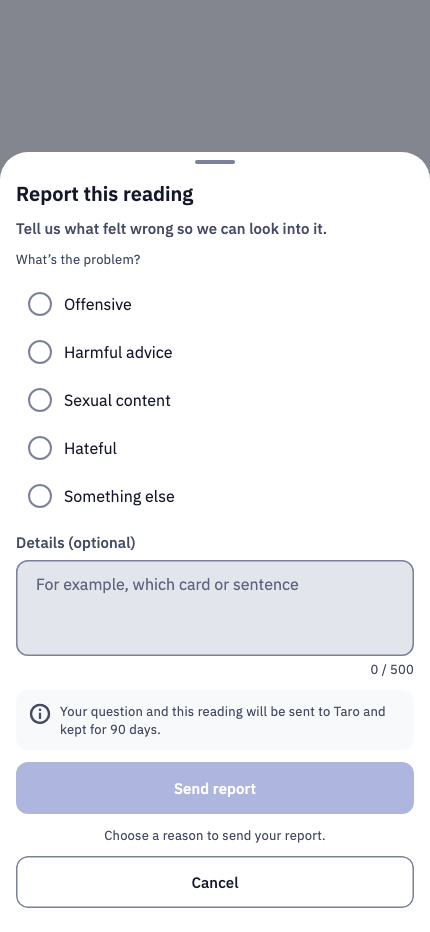 Report this reading
Tell us what felt wrong so we can look into it.
What’s the problem?
Offensive
Harmful advice
Sexual content
Hateful
Something else
Details (optional)
For example, which card or sentence
0 / 500
Your question and this reading will be sent to Taro and
kept for 90 days.
Send report
Choose a reason to send your report.
Cancel